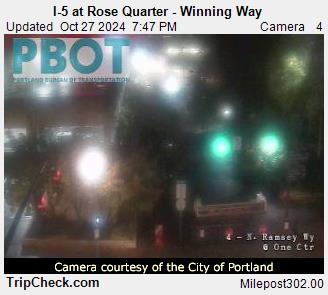 I-5 at Rose Quarter - Winning Way
Updated Oct 27 2024 7:47 PM Camera 4
PBOT
PORTLAND BUREAU OF TRANSPORTATION
4 - N. Ramsey Wy
@ One Ctr
Camera courtesy of the City of Portland
TripCheck.com Milepost302.00